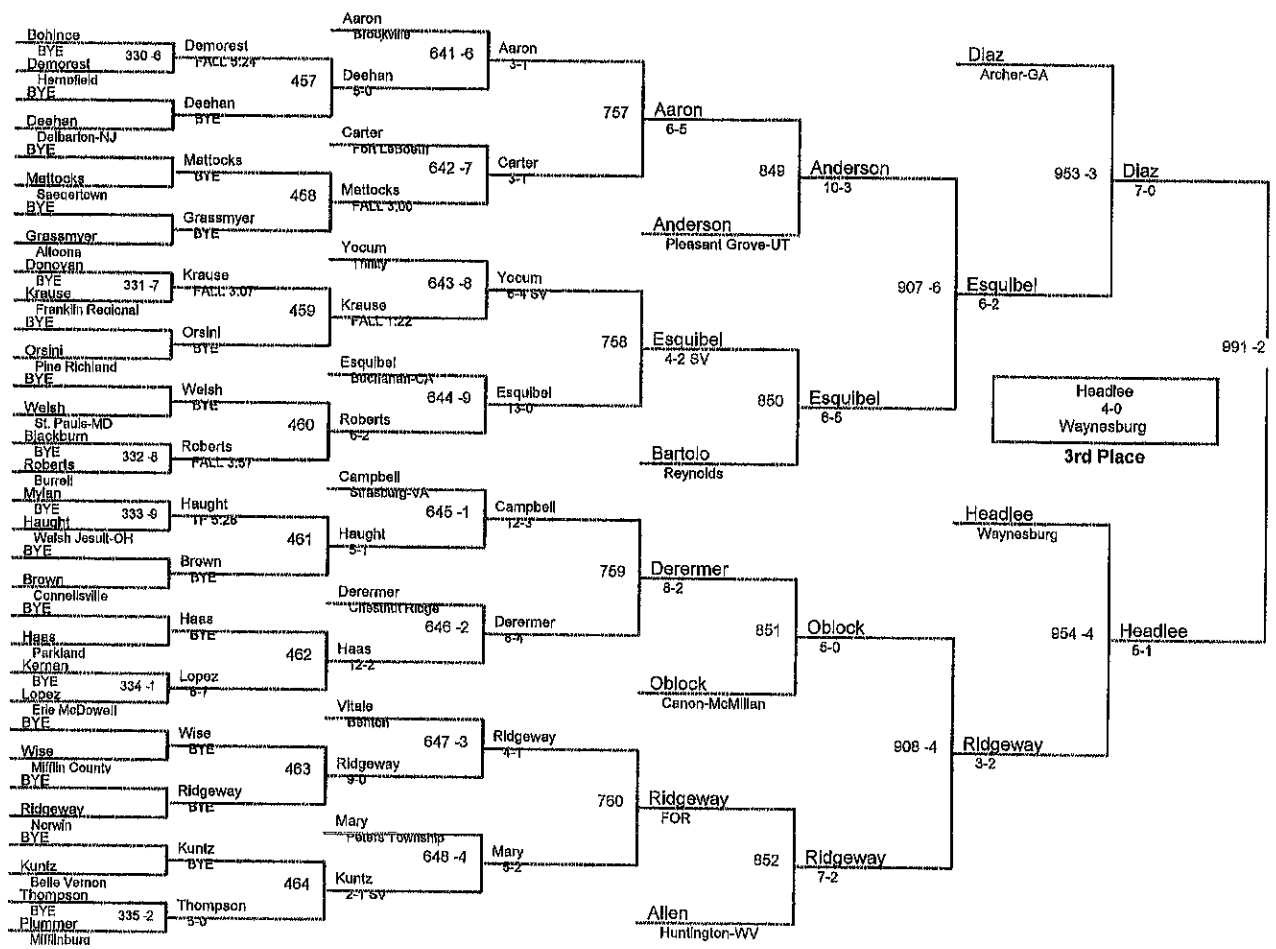 Bohince
BYE
330 -6
Demorest
Hempfield
BYE
Deehan
Delbarton-NJ
BYE
Mattocks
Saegertown
BYE
Grassmyer
Altoona
Donovan
BYE
331 -7
Krause
Franklin Regional
BYE
Orsini
Pine Richland
BYE
Welsh
St. Pauls-MD
Blackburn
BYE
332 -8
Roberts
Burrell
Mylan
BYE
333 -9
Haught
Walsh Jesuit-OH
BYE
Brown
Connellsville
BYE
Haas
Parkland
Kernan
BYE
334 -1
Lopez
Erie McDowell
BYE
Wise
Mifflin County
BYE
Ridgeway
Norwin
BYE
Kuntz
Belle Vernon
Thompson
BYE
335 -2
Plummer
Mifflinburg
Demorest
FALL 5:24
457
Deehan
BYE
Mattocks
BYE
458
Grassmyer
BYE
Krause
FALL 3:07
459
Orsini
BYE
Welsh
BYE
460
Roberts
FALL 3:57
Haught
TF 5:26
461
Brown
BYE
Haas
BYE
462
Lopez
8-7
Wise
BYE
463
Ridgeway
BYE
Kuntz
BYE
464
Thompson
5-0
Aaron
Brookville
641 -6
Deehan
5-0
Carter
Fort LeBoeuf
642 -7
Mattocks
FALL 3:00
Yocum
Trinity
643 -8
Krause
FALL 1:22
Esquibel
Buchanan-CA
644 -9
Roberts
6-2
Campbell
Strasburg-VA
645 -1
Haught
5-1
Derermer
Chestnut Ridge
646 -2
Haas
12-2
Vitale
Benton
647 -3
Ridgeway
9-0
Mary
Peters Township
648 -4
Kuntz
2-1 SV
Aaron
3-1
757
Carter
3-1
Yocum
6-4 SV
758
Esquibel
13-0
Campbell
12-3
759
Derermer
6-4
Ridgeway
4-1
760
Mary
5-2
Aaron
6-5
849
Anderson
Pleasant Grove-UT
Esquibel
4-2 SV
850
Bartolo
Reynolds
Derermer
8-2
851
Oblock
Canon-McMillan
Ridgeway
FOR
852
Allen
Huntington-WV
Anderson
10-3
907 -6
Esquibel
6-5
Oblock
6-0
908 -4
Ridgeway
7-2
Diaz
Archer-GA
953 -3
Esquibel
6-2
Headlee
Waynesburg
954 -4
Ridgeway
3-2
Diaz
7-0
991 -2
Headlee
5-1
Headlee
4-0
Waynesburg
3rd Place